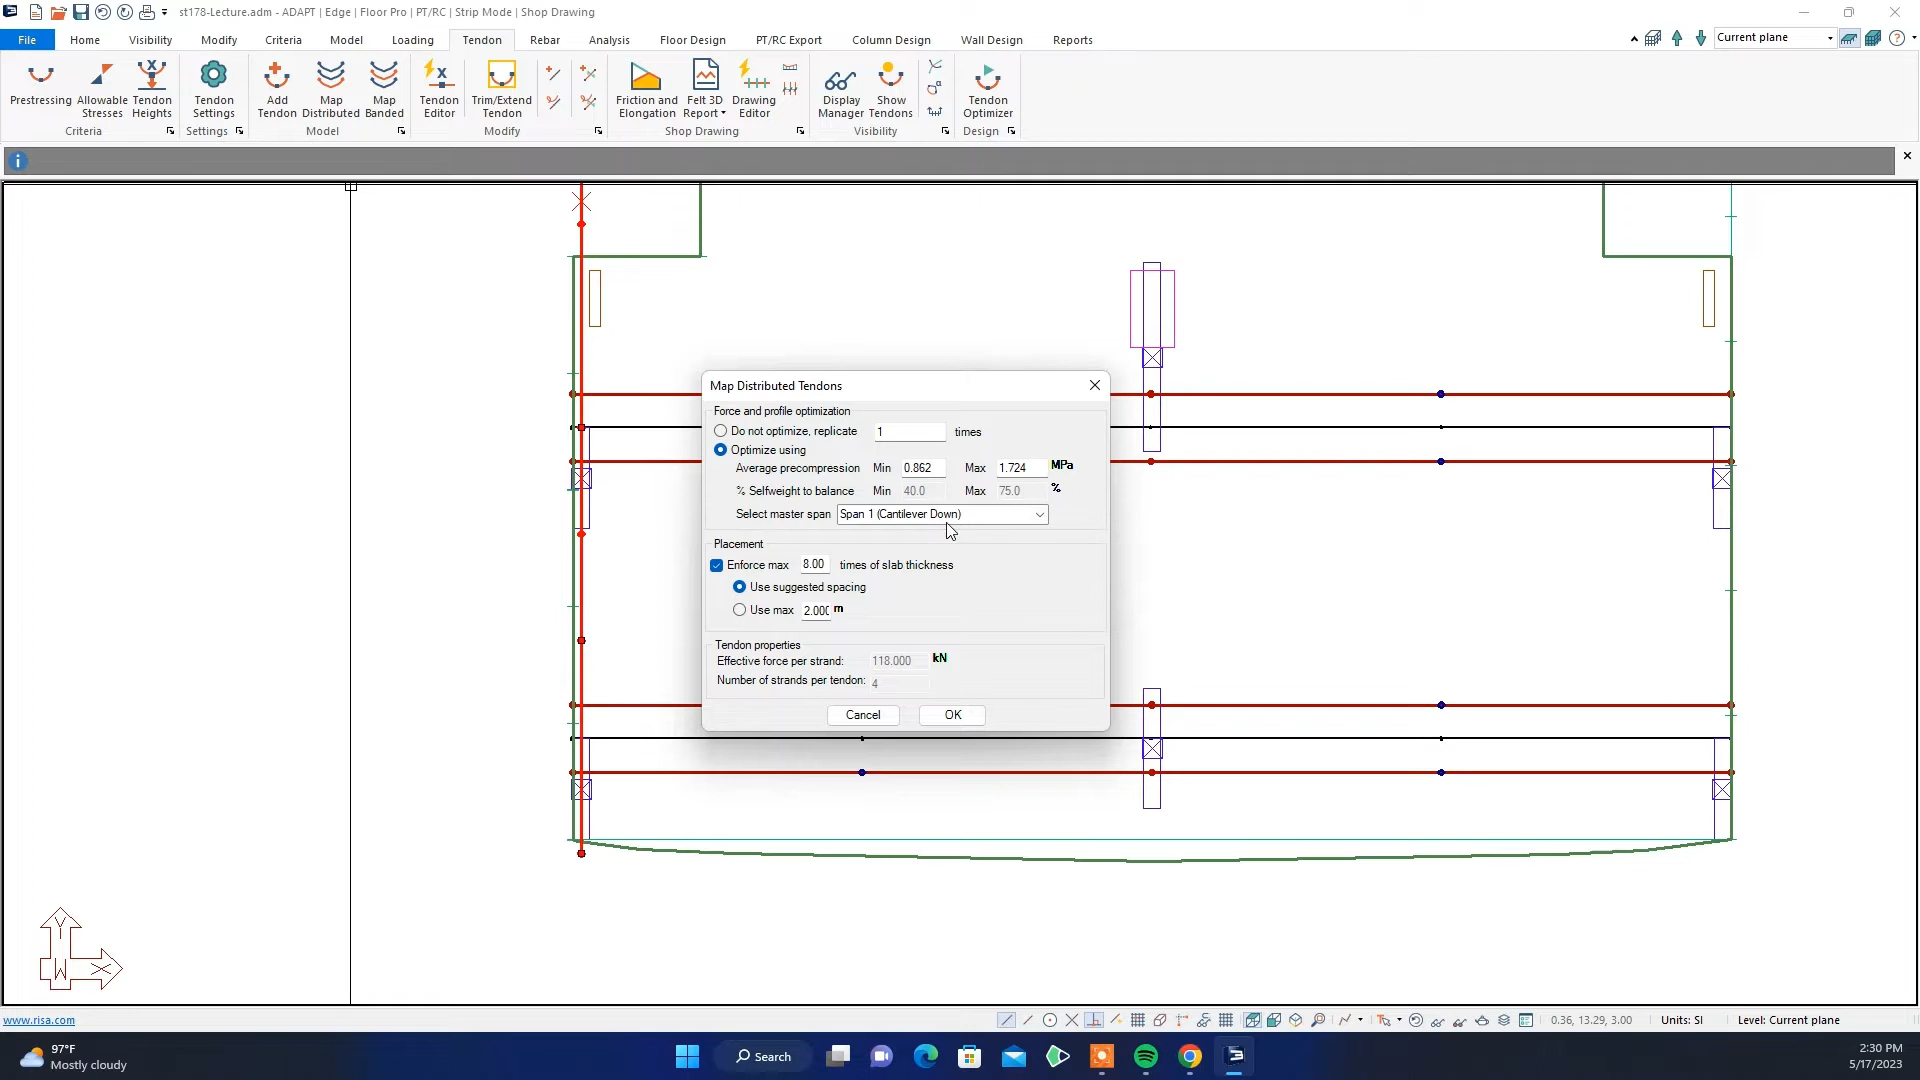 st178-Lecture.adm - ADAPT | Edge | Floor Pro | PT/RC | Strip Mode | Shop Drawing
File Home Visibility Modify Criteria Model Loading Tendon Rebar Analysis Floor Design PT/RC Export Column Design Wall Design Reports
Current plane
Prestressing
Allowable Stresses
Tendon Heights
Tendon Settings
Add Tendon
Map Distributed
Map Banded
Tendon Editor
Trim/Extend Tendon
Friction and Elongation
Felt 3D Report
Drawing Editor
Display Manager
Show Tendons
Tendon Optimizer
Criteria Settings Model Modify Shop Drawing Visibility Design
Map Distributed Tendons
Force and profile optimization
Do not optimize, replicate 1 times
Optimize using
Average precompression Min 0.862 Max 1.724 MPa
% Selfweight to balance Min 40.0 Max 75.0 %
Select master span Span 1 (Cantilever Down)
Placement
Enforce max 8.00 times of slab thickness
Use suggested spacing
Use max 2.000 m
Tendon properties
Effective force per strand: 118.000 kN
Number of strands per tendon: 4
Cancel OK
Y
W X
www.risa.com
0.36, 13.29, 3.00 Units: SI Level: Current plane
97°F
Mostly cloudy
Search
2:30 PM
5/17/2023